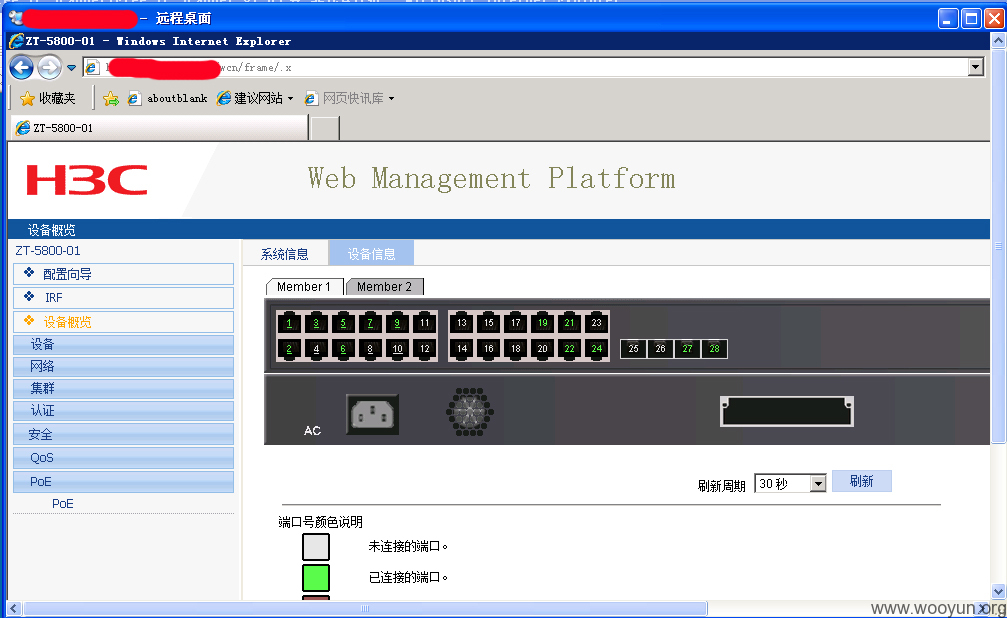 - 远程桌面
ZT-5800-01 - Windows Internet Explorer
wcn/frame/.x
收藏夹 aboutblank 建议网站 网页快讯库
ZT-5800-01
H3C Web Management Platform
设备概览
ZT-5800-01
配置向导
IRF
设备概览
设备
网络
集群
认证
安全
QoS
PoE
PoE
系统信息 设备信息
Member 1 Member 2
1 3 5 7 9 11 13 15 17 19 21 23
2 4 6 8 10 12 14 16 18 20 22 24 25 26 27 28
AC
刷新周期 30 秒 刷新
端口号颜色说明
未连接的端口。
已连接的端口。
www.wooyun.org